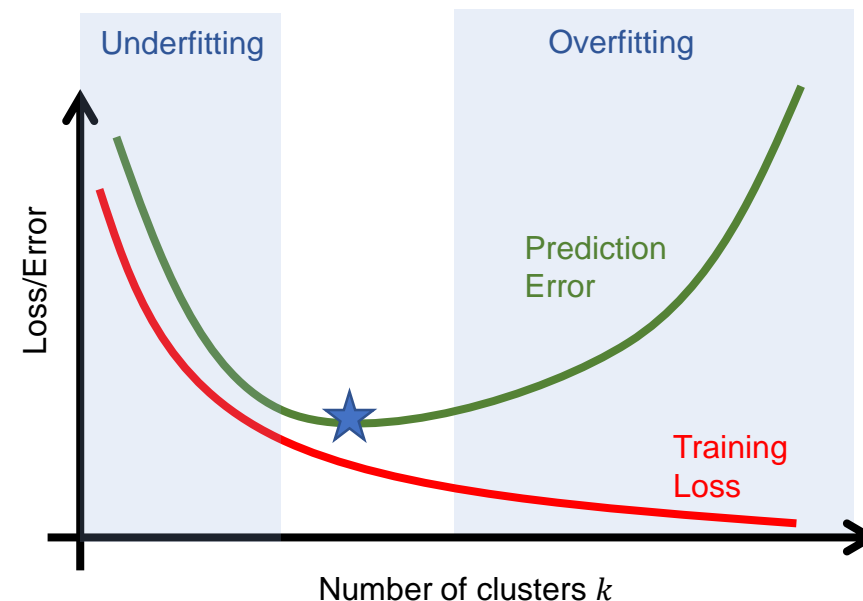 Underfitting
Overfitting
Loss/Error
Prediction
Error
Training
Loss
Number of clusters k